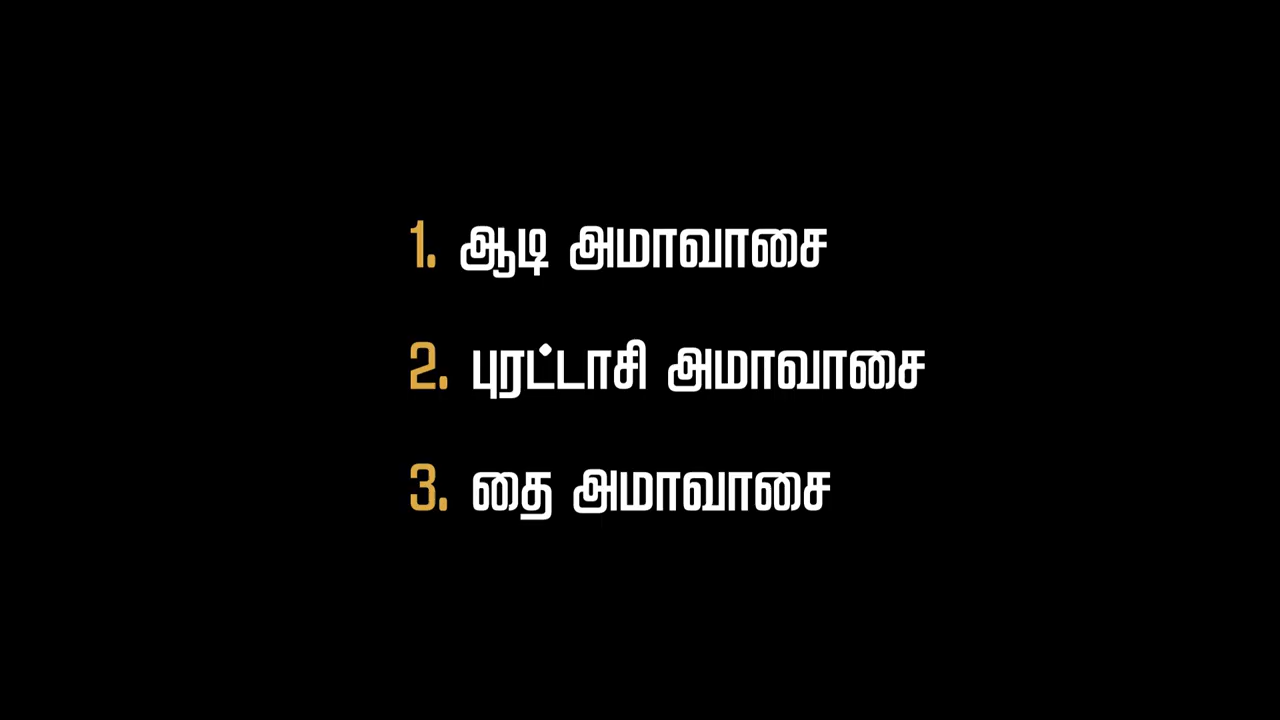 1. ஆடி அமாவாசை
2. புரட்டாசி அமாவாசை
3. தை அமாவாசை